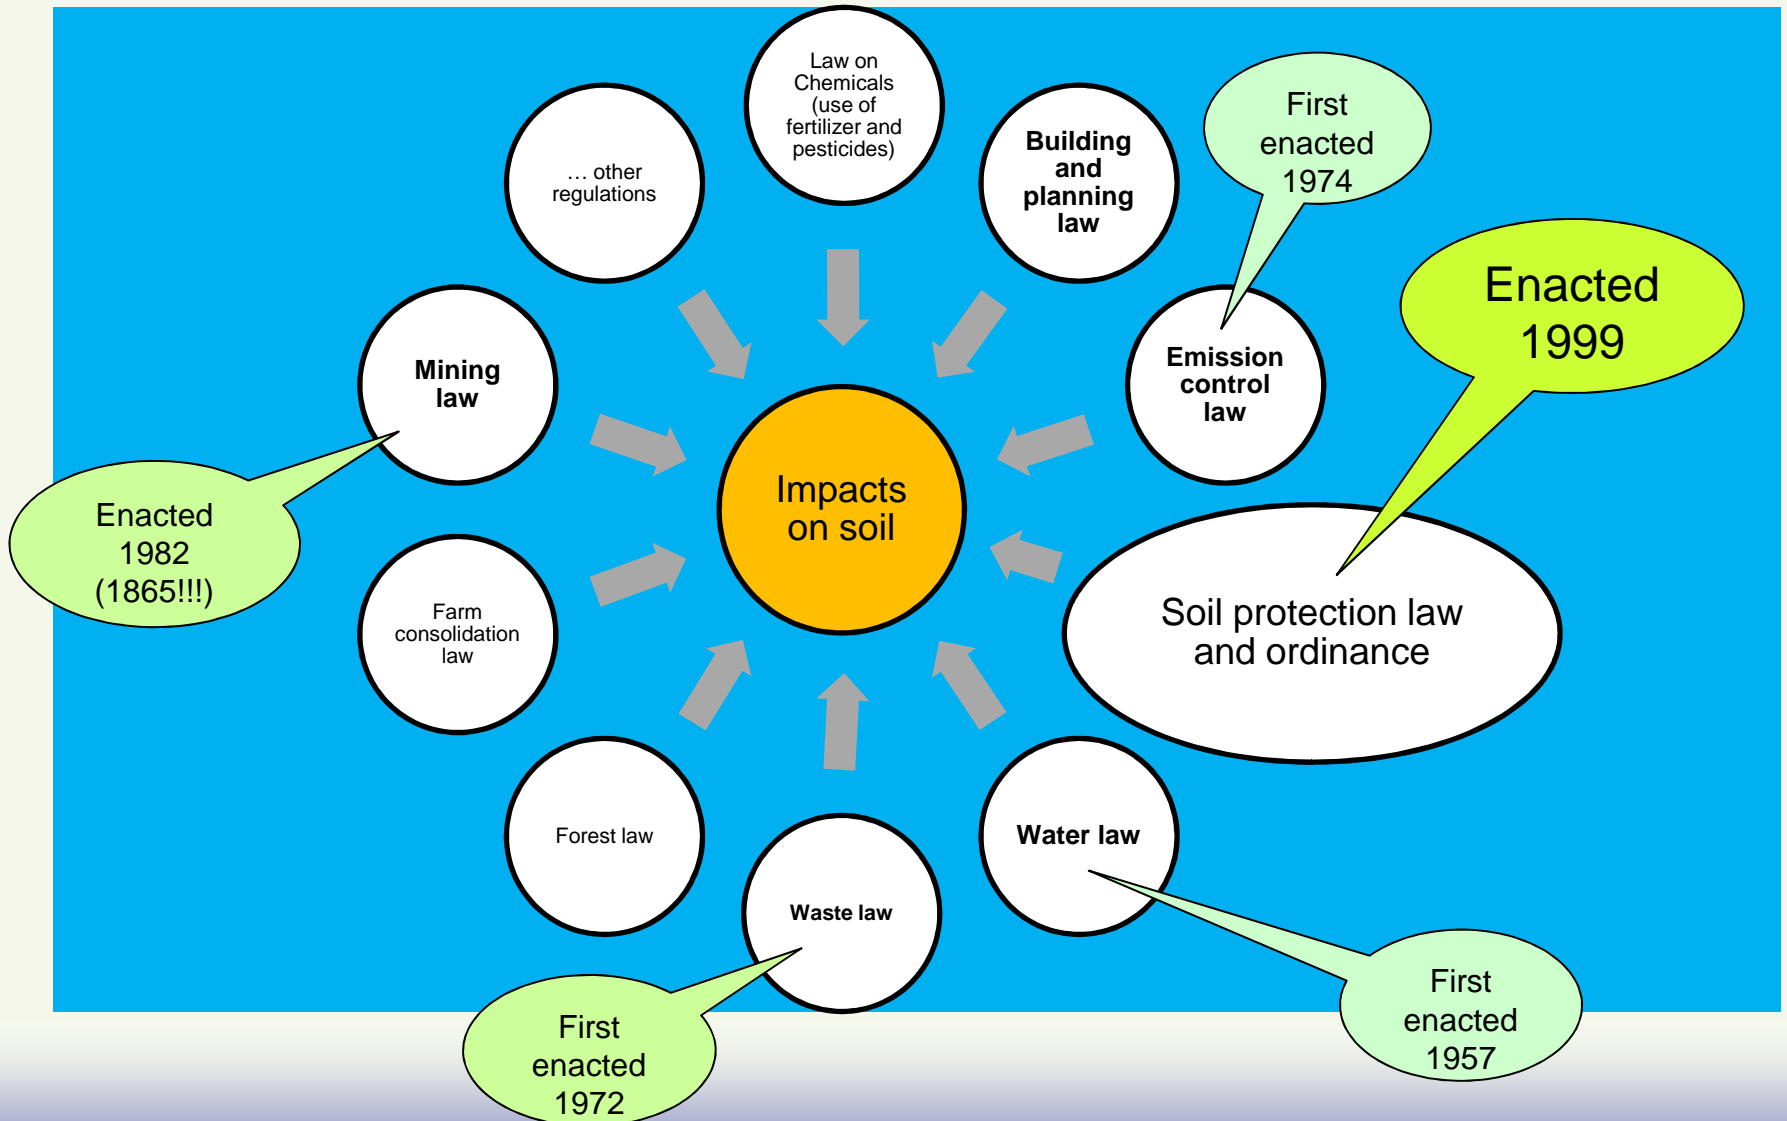 Law on
Chemicals
(use of
fertilizer and
pesticides)
… other
regulations
Building
and
planning
law
First
enacted
1974
Enacted
1999
Mining
law
Emission
control
law
Impacts
on soil
Enacted
1982
(1865!!!)
Farm
consolidation
law
Soil protection law
and ordinance
Forest law
Waste law
Water law
First
enacted
1972
First
enacted
1957